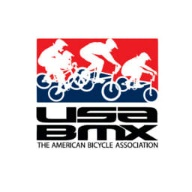 USA
BMX
THE AMERICAN BICYCLE ASSOCIATION